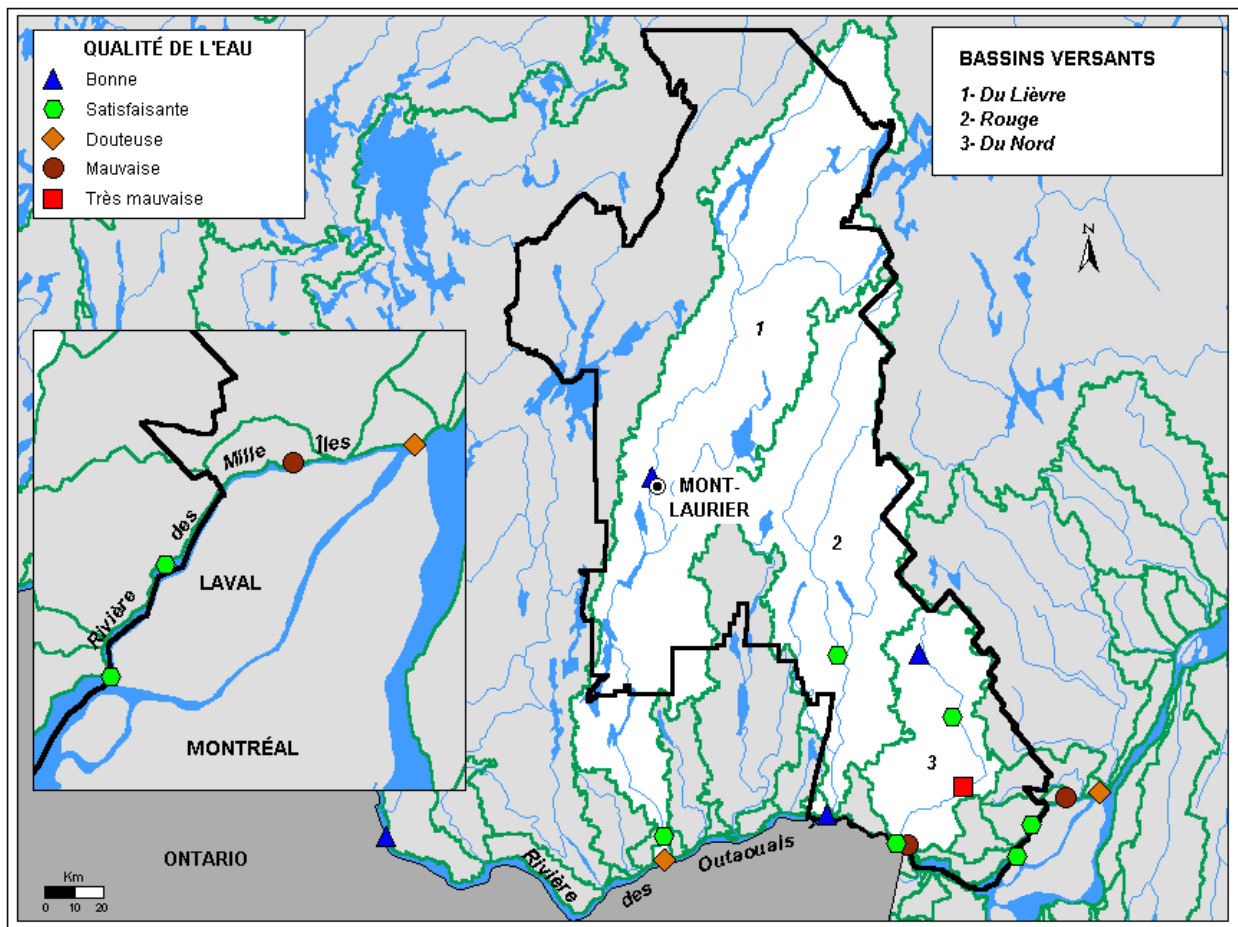 QUALITÉ DE L'EAU
Bonne
Satisfaisante
Douteuse
Mauvaise
Très mauvaise
BASSINS VERSANTS
1- Du Lièvre
2- Rouge
3- Du Nord
N
1
Mille Îles
des
Rivière
LAVAL
MONTRÉAL
MONT-
LAURIER
2
3
ONTARIO
Rivière
des
Outaouais
Km
0 10 20